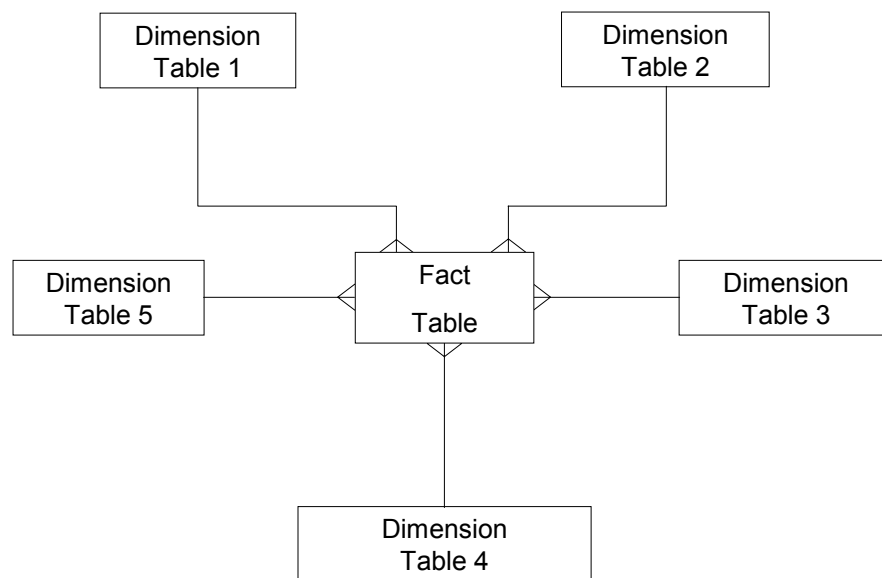 Dimension
Table 1
Dimension
Table 2
Dimension
Table 5
Fact
Table
Dimension
Table 3
Dimension
Table 4